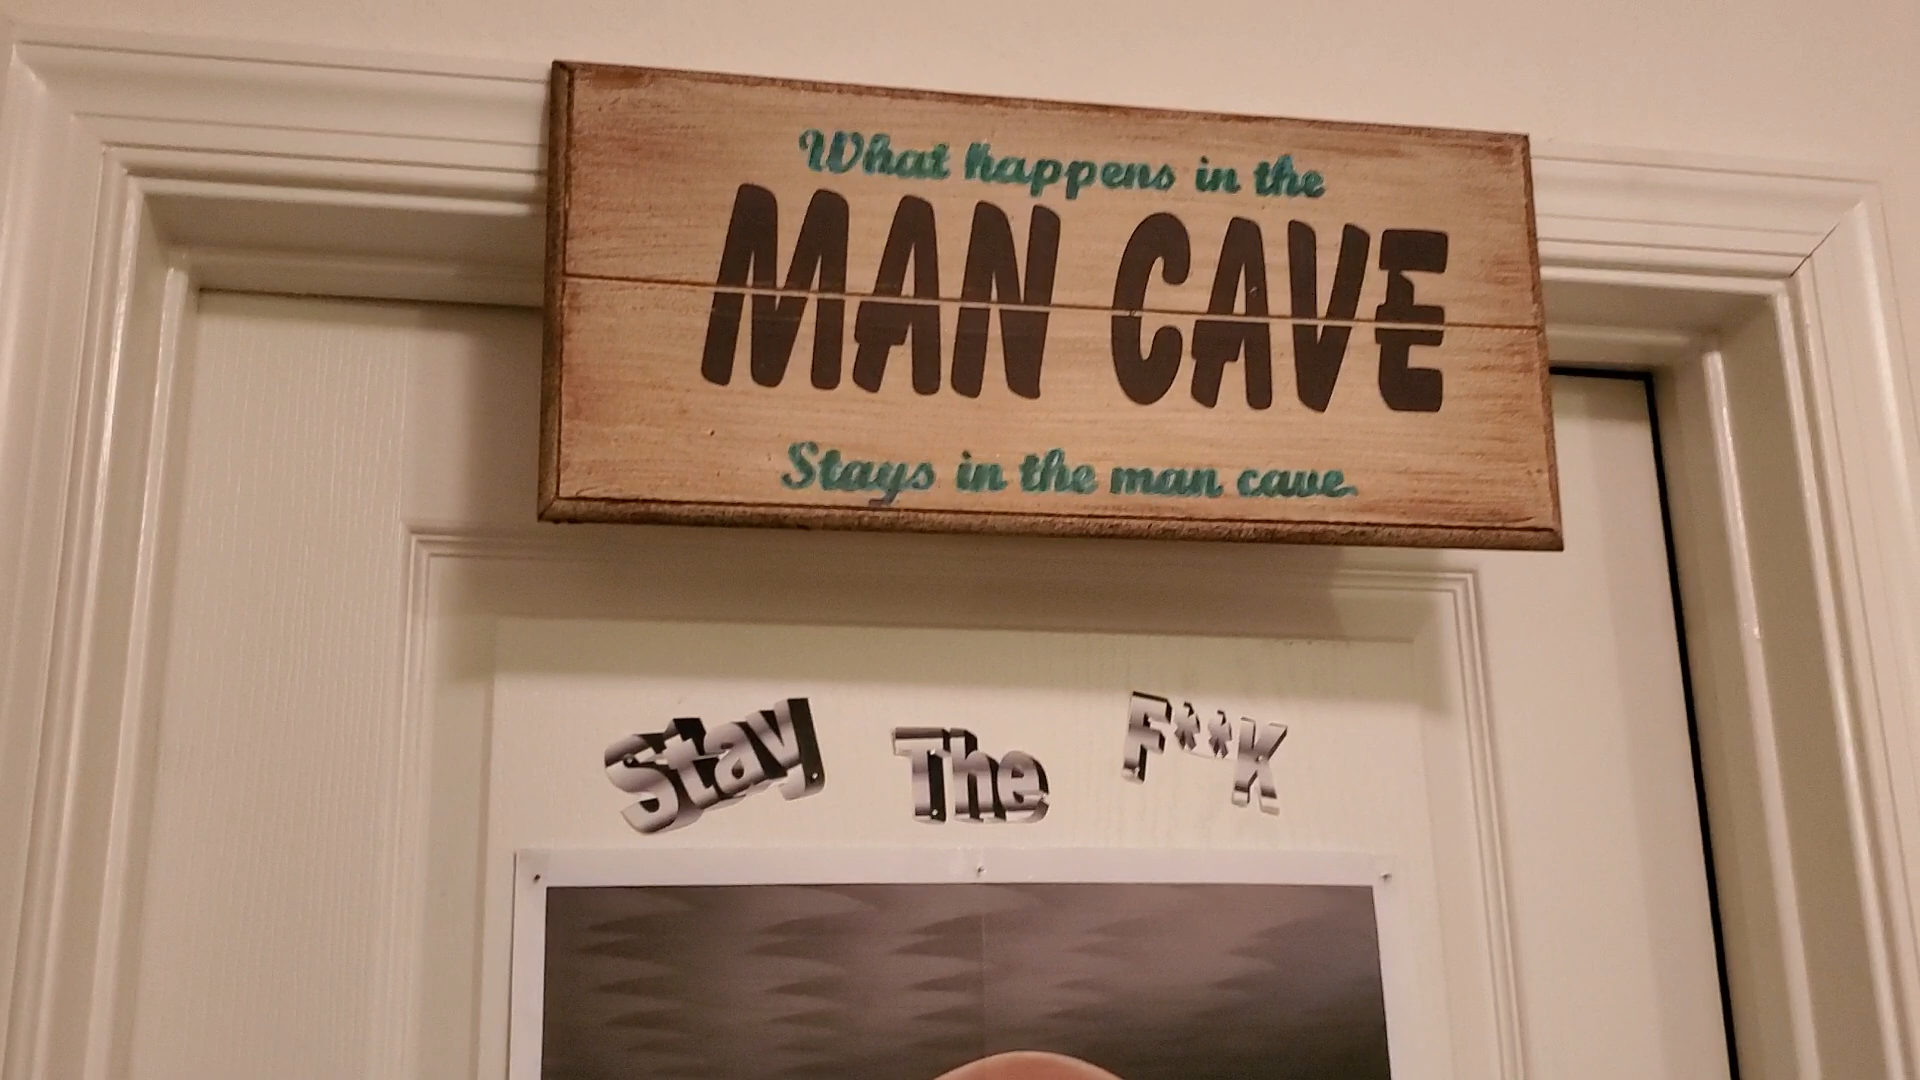 What happens in the
MAN CAVE
Stays in the man cave.
Stay The F**K